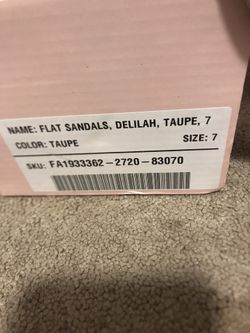 NAME: FLAT SANDALS, DELILAH, TAUPE, 7
COLOR: TAUPE SIZE: 7
SKU: FA1933362-2720-83070